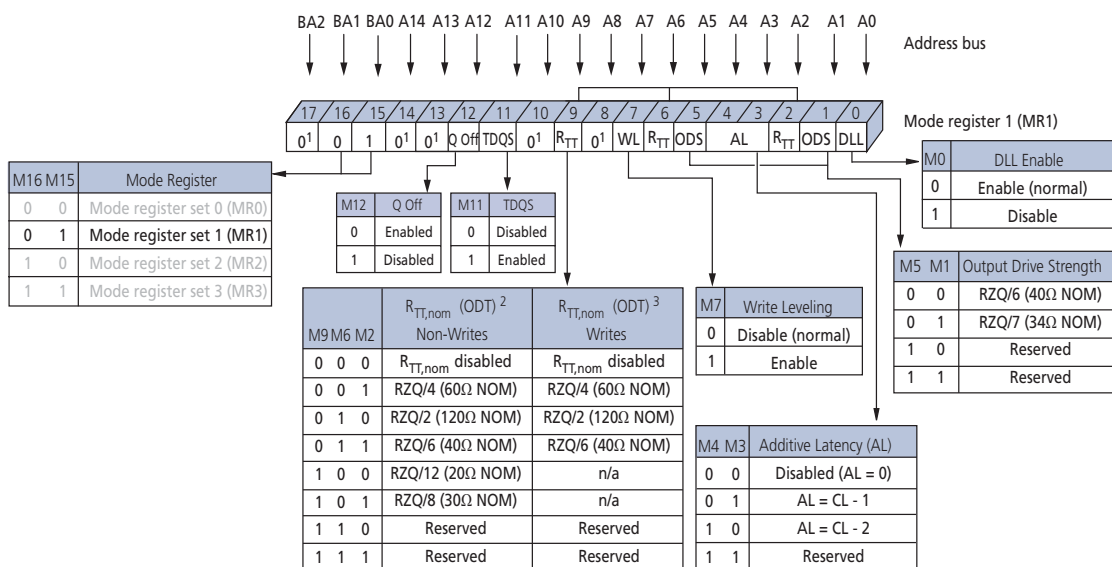 BA2 BA1 BA0 A14 A13 A12 A11 A10 A9 A8 A7 A6 A5 A4 A3 A2 A1 A0
Address bus
17 16 15 14 13 12 11 10 9 8 7 6 5 4 3 2 1 0
Mode register 1 (MR1)
0¹ 0 1 0¹ 0¹ Q Off TDQS 0¹ RTT 0¹ WL RTT ODS AL RTT ODS DLL
M16 M15 Mode Register
0 0 Mode register set 0 (MR0)
0 1 Mode register set 1 (MR1)
1 0 Mode register set 2 (MR2)
1 1 Mode register set 3 (MR3)
M12 Q Off
0 Enabled
1 Disabled
M11 TDQS
0 Disabled
1 Enabled
M0 DLL Enable
0 Enable (normal)
1 Disable
M5 M1 Output Drive Strength
0 0 RZQ/6 (40Ω NOM)
0 1 RZQ/7 (34Ω NOM)
1 0 Reserved
1 1 Reserved
RTT,nom (ODT) ² RTT,nom (ODT) ³
M9 M6 M2 Non-Writes Writes
0 0 0 RTT,nom disabled RTT,nom disabled
0 0 1 RZQ/4 (60Ω NOM) RZQ/4 (60Ω NOM)
0 1 0 RZQ/2 (120Ω NOM) RZQ/2 (120Ω NOM)
0 1 1 RZQ/6 (40Ω NOM) RZQ/6 (40Ω NOM)
1 0 0 RZQ/12 (20Ω NOM) n/a
1 0 1 RZQ/8 (30Ω NOM) n/a
1 1 0 Reserved Reserved
1 1 1 Reserved Reserved
M7 Write Leveling
0 Disable (normal)
1 Enable
M4 M3 Additive Latency (AL)
0 0 Disabled (AL = 0)
0 1 AL = CL - 1
1 0 AL = CL - 2
1 1 Reserved